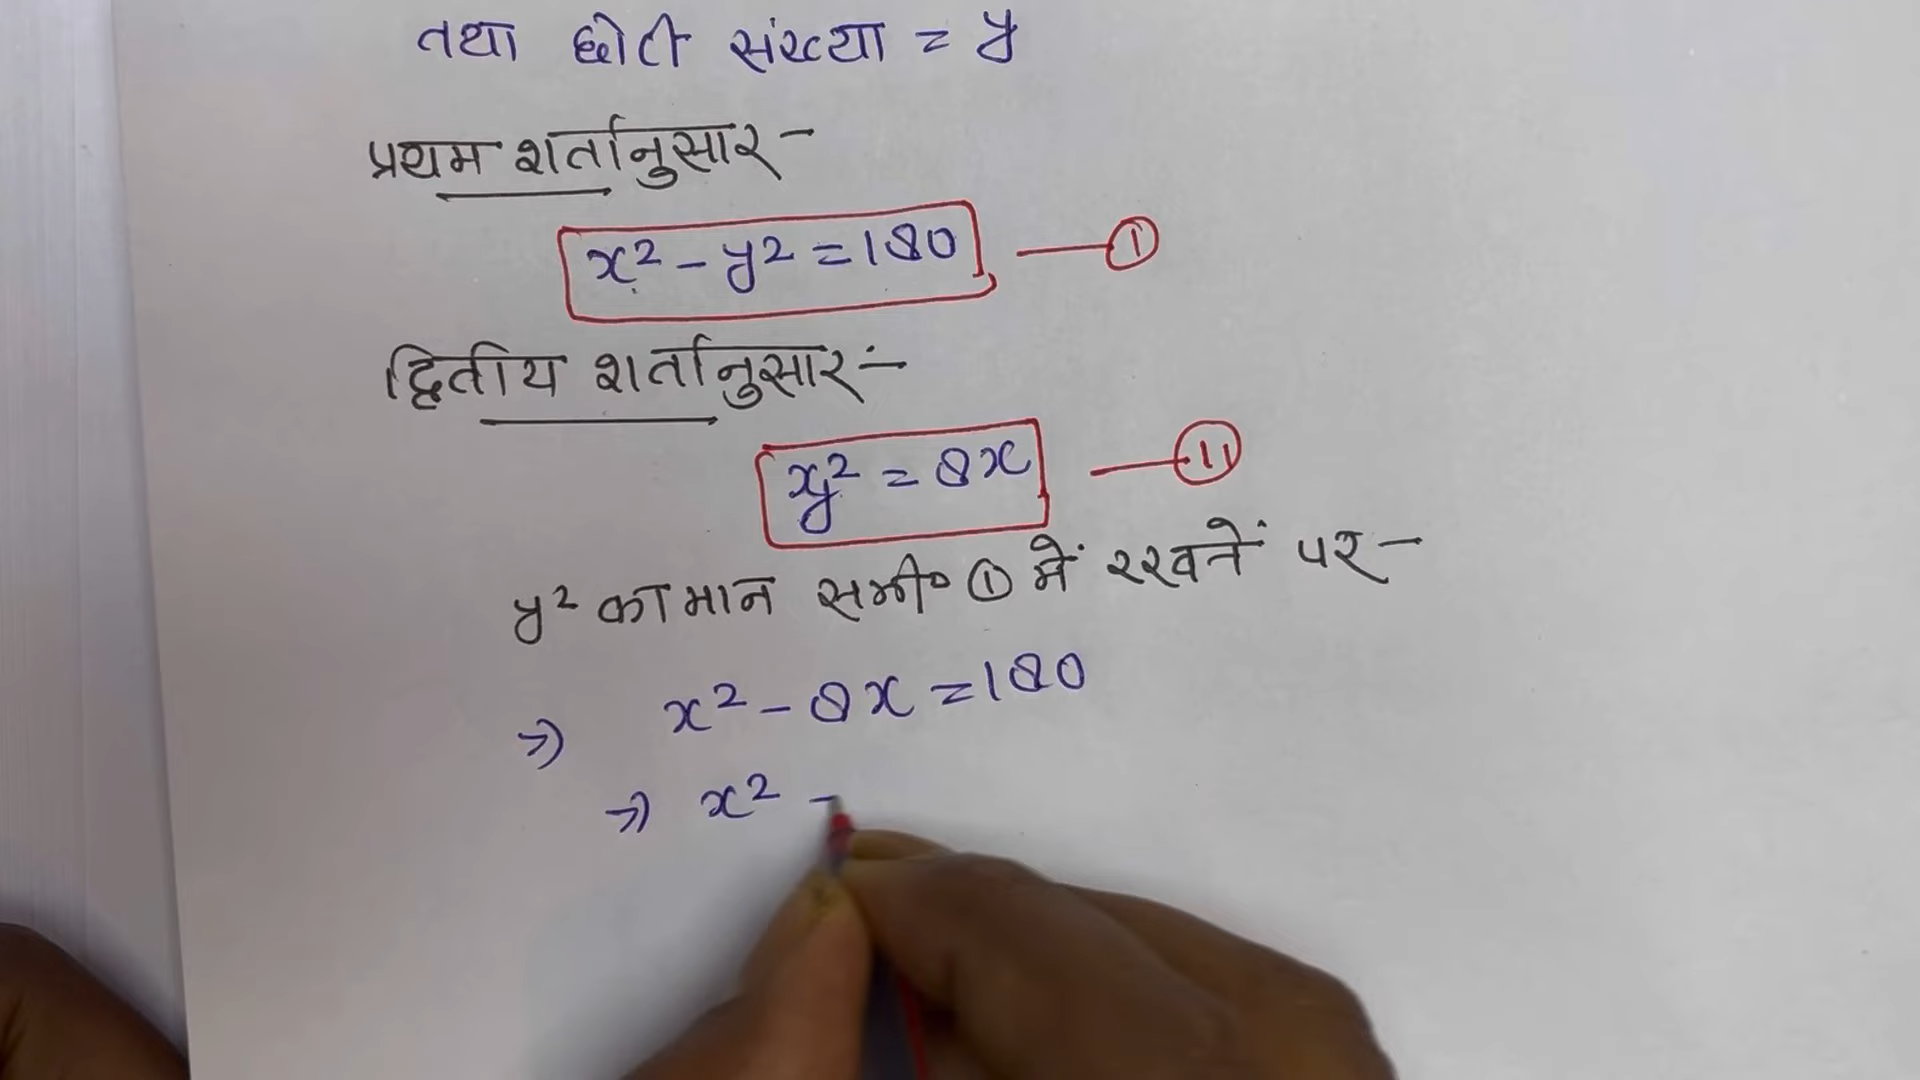 तथा छोटी संख्या = y
प्रथम शर्तानुसार -
x² - y² = 180 —— ①
द्वितीय शर्तानुसार :-
y² = 8x —— ⑪
y² का मान समी० ① में रखतें पर -
⇒ x² - 8x = 180
⇒ x² -